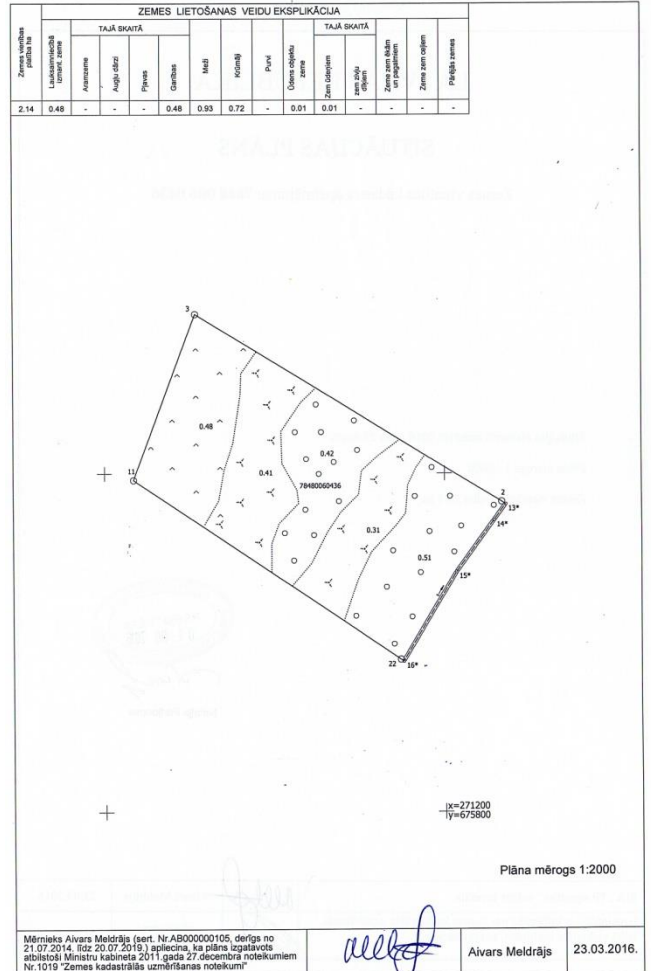 ZEMES LIETOŠANAS VEIDU EKSPLIKĀCIJA
Zemes vienības platība ha
Lauksaimniecībā izmant. zeme
TAJĀ SKAITĀ
Aramzeme
Augļu dārzi
Pļavas
Ganības
Meži
Krūmāji
Purvi
Ūdens objektu zeme
TAJĀ SKAITĀ
Zem ūdeņiem
zem zivju dīķiem
Zeme zem ēkām un pagalmiem
Zeme zem ceļiem
Pārējās zemes
2.14 0.48 - - - 0.48 0.93 0.72 - 0.01 0.01 - - - -
3
0.48
0.42
11
0.41
78480060436
2
13*
14*
0.31
0.51
15*
22 16*
x=271200
y=675800
Plāna mērogs 1:2000
Mērnieks Aivars Meldrājs (sert. Nr.AB000000105, derīgs no
21.07.2014. līdz 20.07.2019.) apliecina, ka plāns izgatavots
atbilstoši Ministru kabineta 2011.gada 27.decembra noteikumiem
Nr.1019 "Zemes kadastrālās uzmērīšanas noteikumi"
Aivars Meldrājs
23.03.2016.